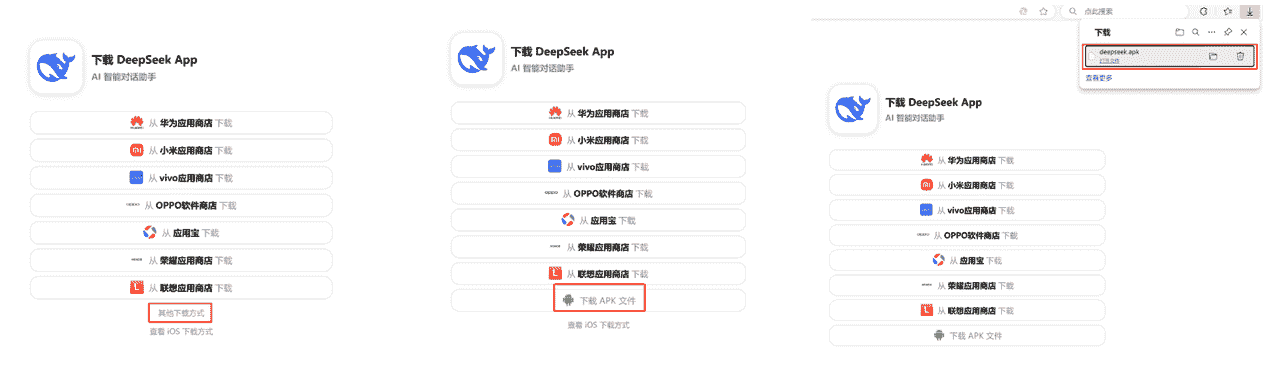 下载 DeepSeek App
AI 智能对话助手
从 华为应用商店 下载
从 小米应用商店 下载
从 vivo应用商店 下载
从 OPPO软件商店 下载
从 应用宝 下载
从 荣耀应用商店 下载
从 联想应用商店 下载
其他下载方式
查看 iOS 下载方式
下载 DeepSeek App
AI 智能对话助手
从 华为应用商店 下载
从 小米应用商店 下载
从 vivo应用商店 下载
从 OPPO软件商店 下载
从 应用宝 下载
从 荣耀应用商店 下载
从 联想应用商店 下载
下载 APK 文件
查看 iOS 下载方式
点此搜索
下载
deepseek.apk
打开文件
查看更多
下载 DeepSeek App
AI 智能对话助手
从 华为应用商店 下载
从 小米应用商店 下载
从 vivo应用商店 下载
从 OPPO软件商店 下载
从 应用宝 下载
从 荣耀应用商店 下载
从 联想应用商店 下载
下载 APK 文件